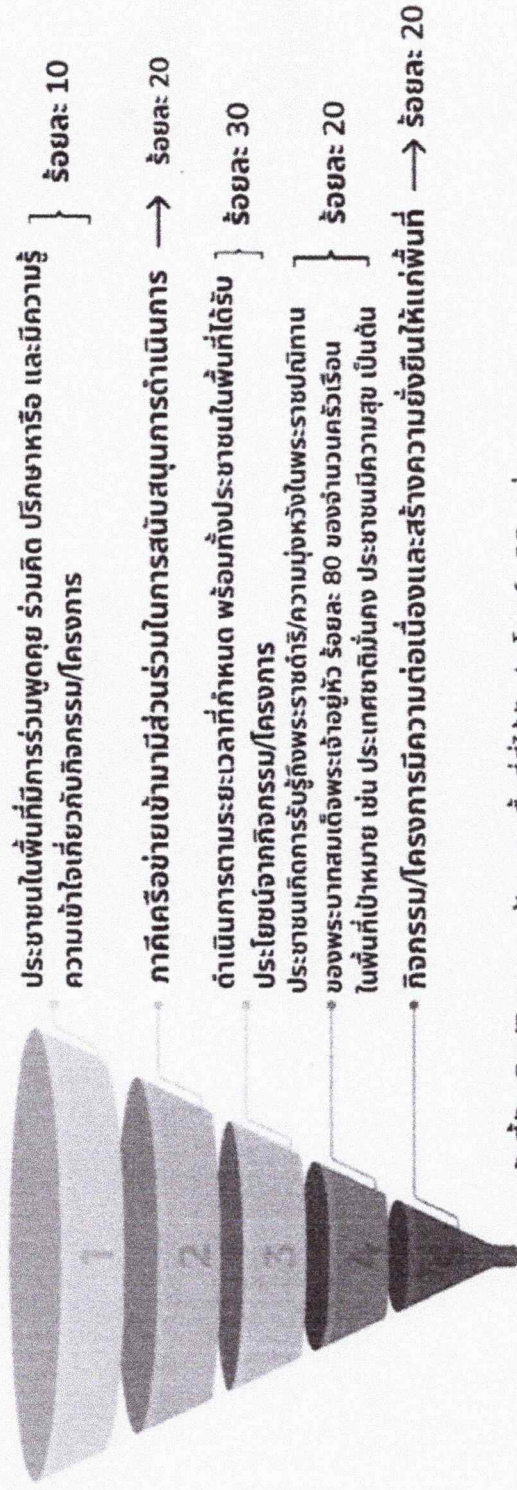 ประชาชนในพื้นที่มีการร่วมพูดคุย ร่วมคิด ปรึกษาหารือ และมีความรู้
ความเข้าใจเกี่ยวกับกิจกรรม/โครงการ
ร้อยละ 10
ภาคีเครือข่ายเข้ามามีส่วนร่วมในการสนับสนุนการดำเนินการ → ร้อยละ 20
ดำเนินการตามระยะเวลาที่กำหนด พร้อมทั้งประชาชนในพื้นที่ได้รับ
ประโยชน์จากกิจกรรม/โครงการ
ร้อยละ 30
ประชาชนเกิดการรับรู้ถึงพระราชดำริ/ความมุ่งหวังในพระราชปณิธาน
ของพระบาทสมเด็จพระเจ้าอยู่หัว ร้อยละ 80 ของจำนวนครัวเรือน
ในพื้นที่เป้าหมาย เช่น ประเทศชาติมั่นคง ประชาชนมีความสุข เป็นต้น
ร้อยละ 20
กิจกรรม/โครงการมีความต่อเนื่องและสร้างความยั่งยืนให้แก่พื้นที่ → ร้อยละ 20
1
2
3
4